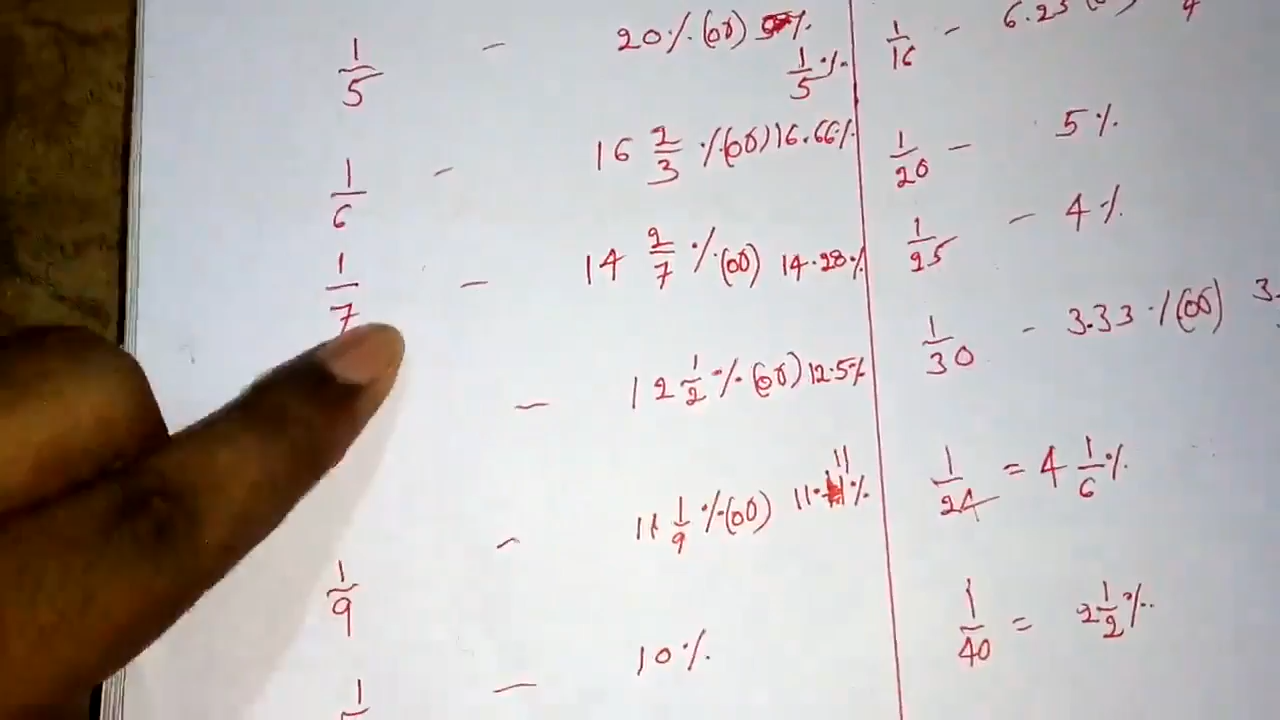 1/5 - 20% (or)
1/5 %
1/6 - 16 2/3 % (or) 16.66%
1/7 - 14 2/7 % (or) 14.28%
- 12 1/2 % (or) 12.5%
1/9 - 11 1/9 % (or) 11.11%
- 10%
1/16 -
1/20 - 5%
1/25 - 4%
1/30 - 3.33% (or) 3.
1/24 = 4 1/6 %
1/40 = 2 1/2 %